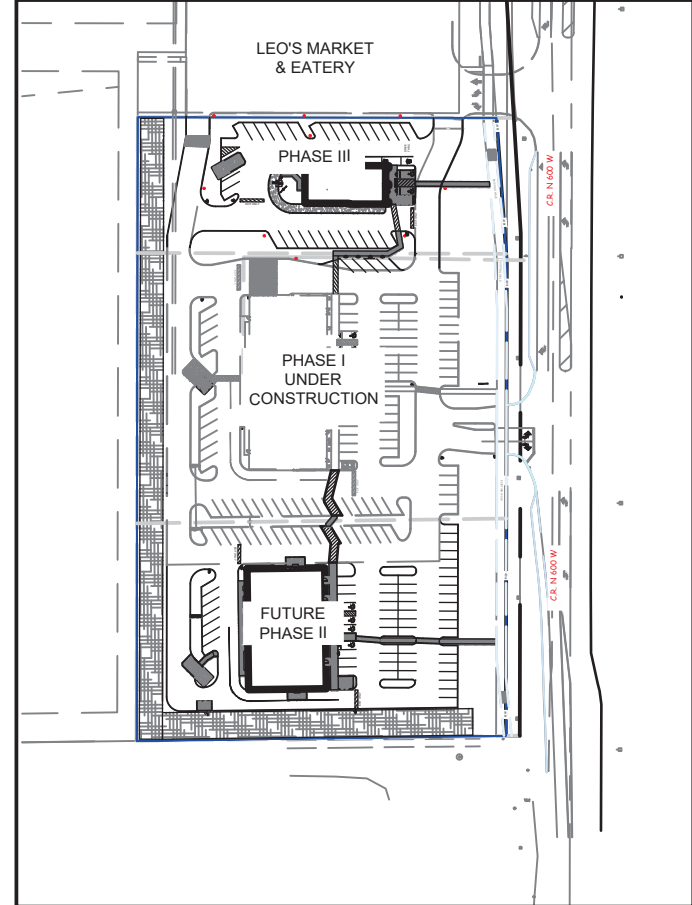 LEO'S MARKET
& EATERY
PHASE III
C.R. N 600 W
PHASE I
UNDER
CONSTRUCTION
C.R. N 600 W
FUTURE
PHASE II